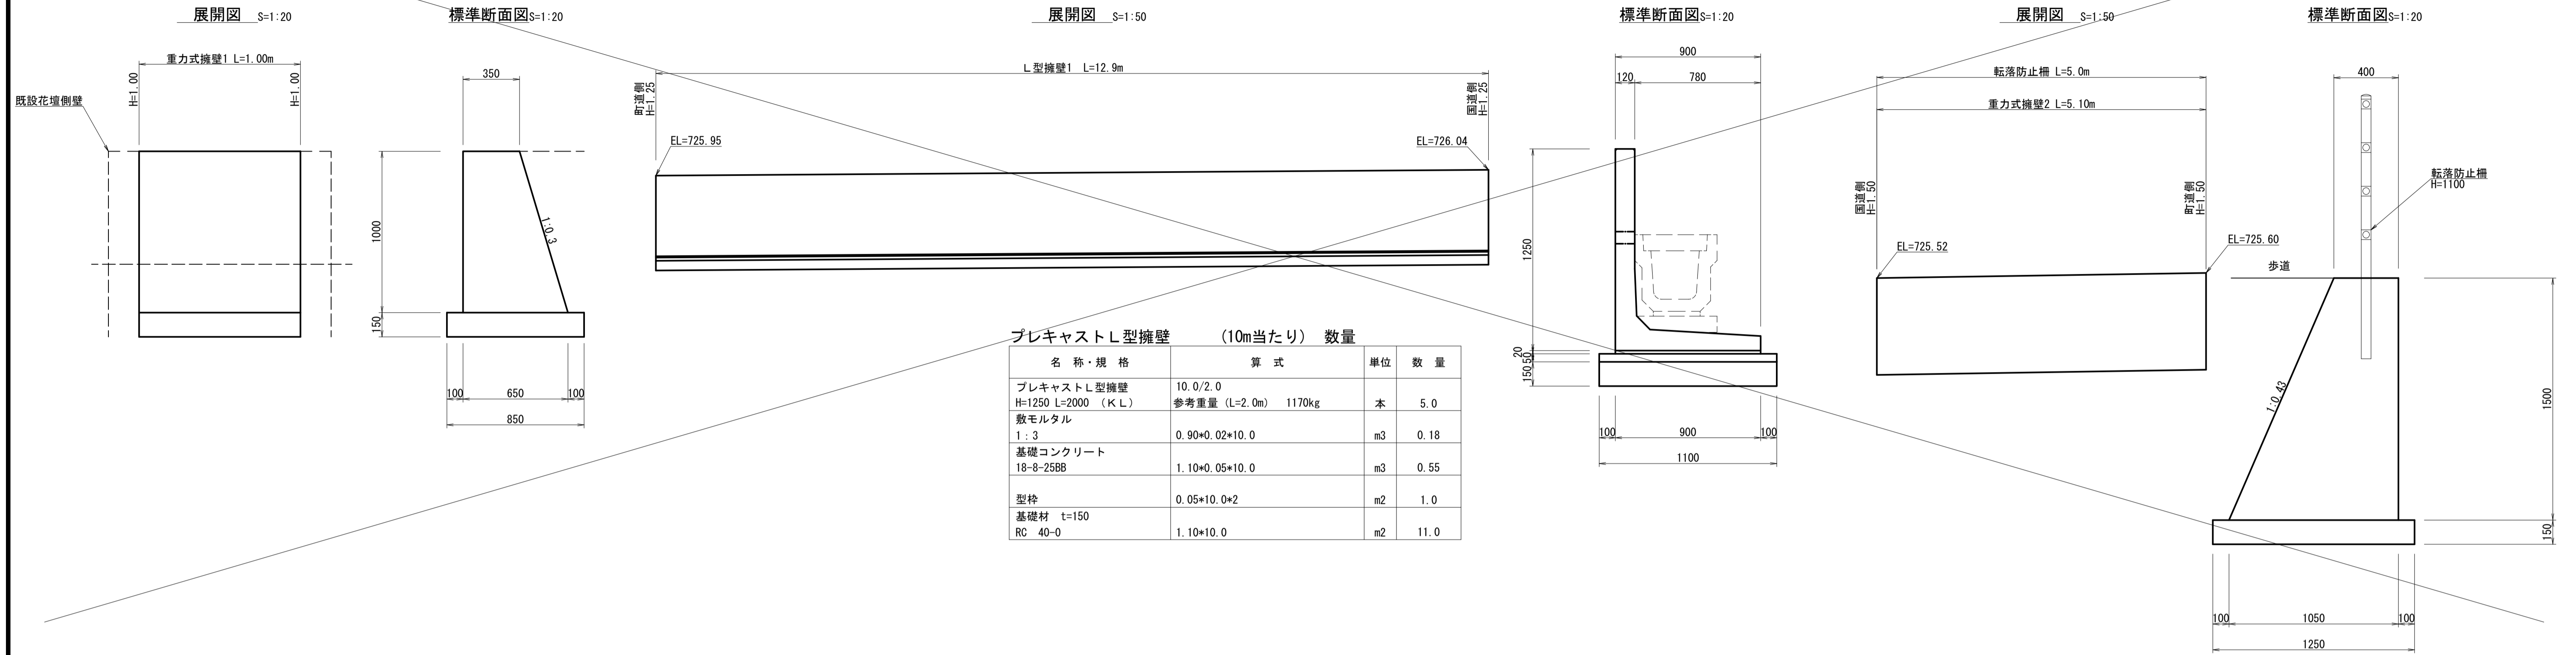 展開図 S=1:20
重力式擁壁1 L=1.00m
H=1.00
H=1.00
既設花壇側壁
標準断面図 S=1:20
350
1000
150
1:0.3
100
650
100
850
展開図 S=1:50
L型擁壁1 L=12.9m
町道側
H=1.25
国道側
H=1.25
EL=725.95
EL=726.04
プレキャストL型擁壁 (10m当たり) 数量
名 称・規 格 算 式 単位 数 量
プレキャストL型擁壁 10.0/2.0
H=1250 L=2000 (KL) 参考重量 (L=2.0m) 1170kg 本 5.0
敷モルタル
1:3 0.90*0.02*10.0 m3 0.18
基礎コンクリート
18-8-25BB 1.10*0.05*10.0 m3 0.55
型枠 0.05*10.0*2 m2 1.0
基礎材 t=150
RC 40-0 1.10*10.0 m2 11.0
標準断面図 S=1:20
900
120
780
1250
20
50
150
100
900
100
1100
展開図 S=1:50
転落防止柵 L=5.0m
重力式擁壁2 L=5.10m
国道側
H=1.50
町道側
H=1.50
EL=725.52
EL=725.60
標準断面図 S=1:20
400
転落防止柵
H=1100
歩道
1:0.43
1500
150
100
1050
100
1250